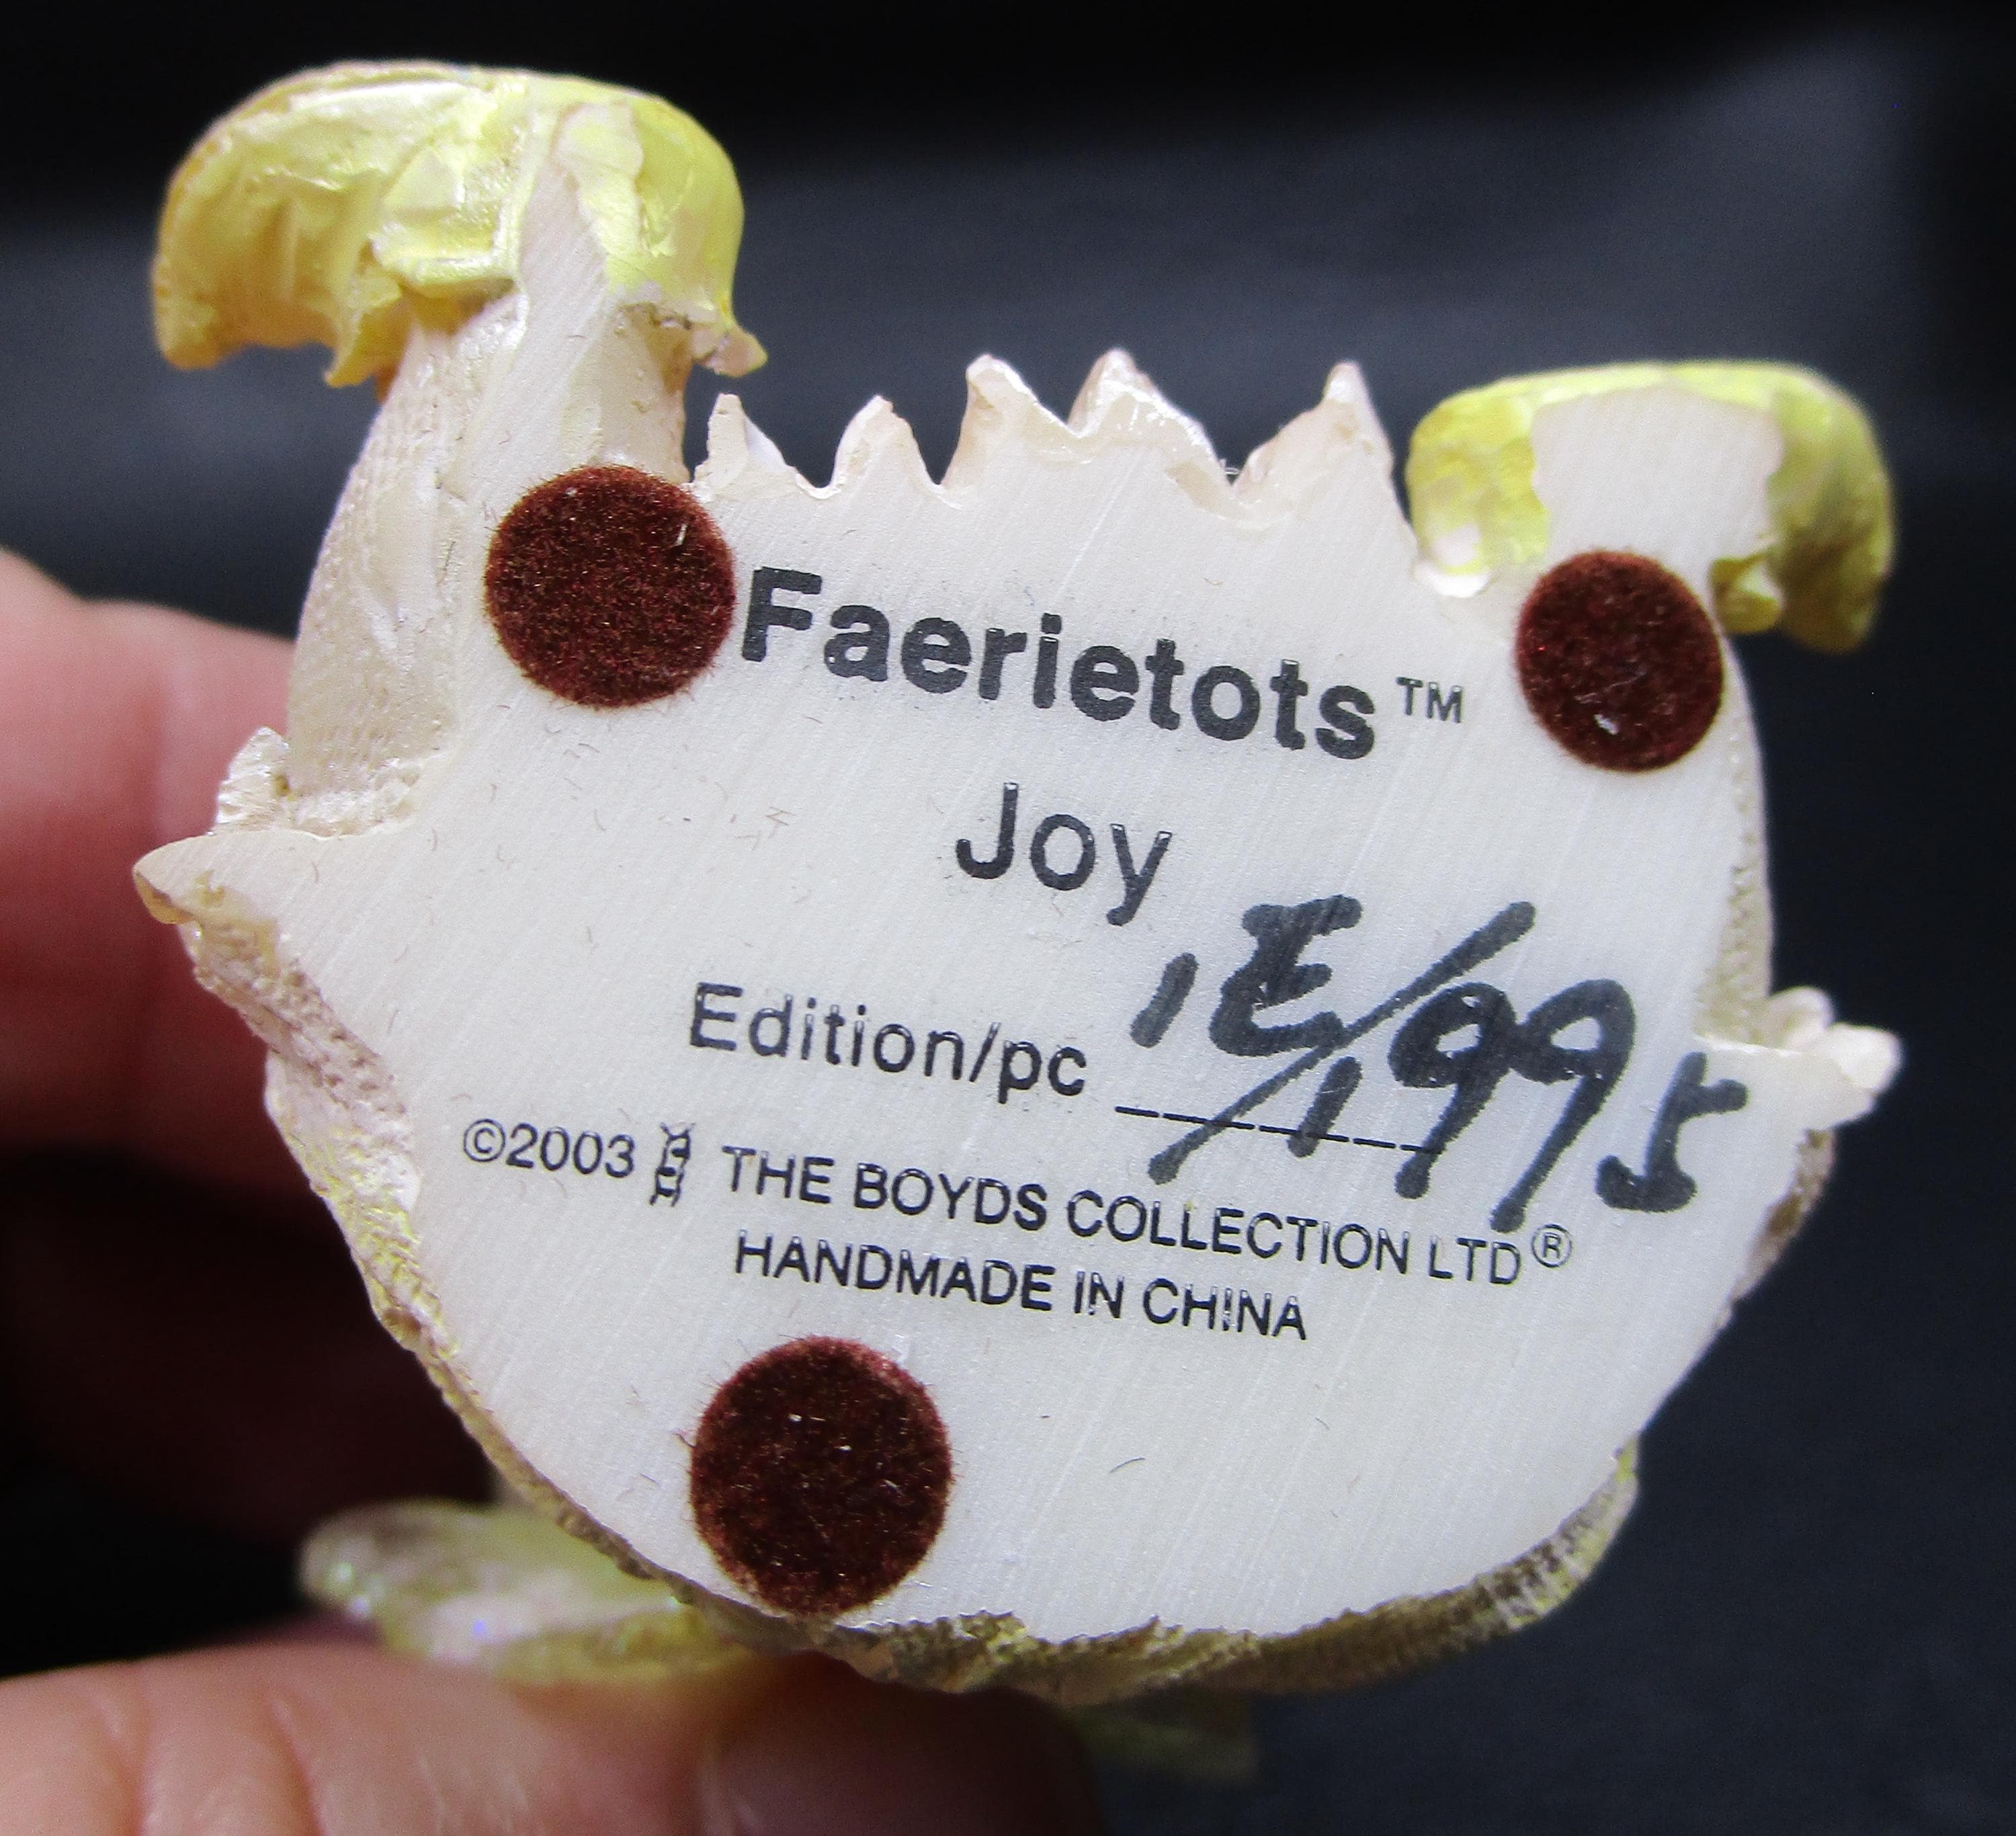 Faerietots™
Joy
Edition/pc 1E/1995
©2003 THE BOYDS COLLECTION LTD®
HANDMADE IN CHINA